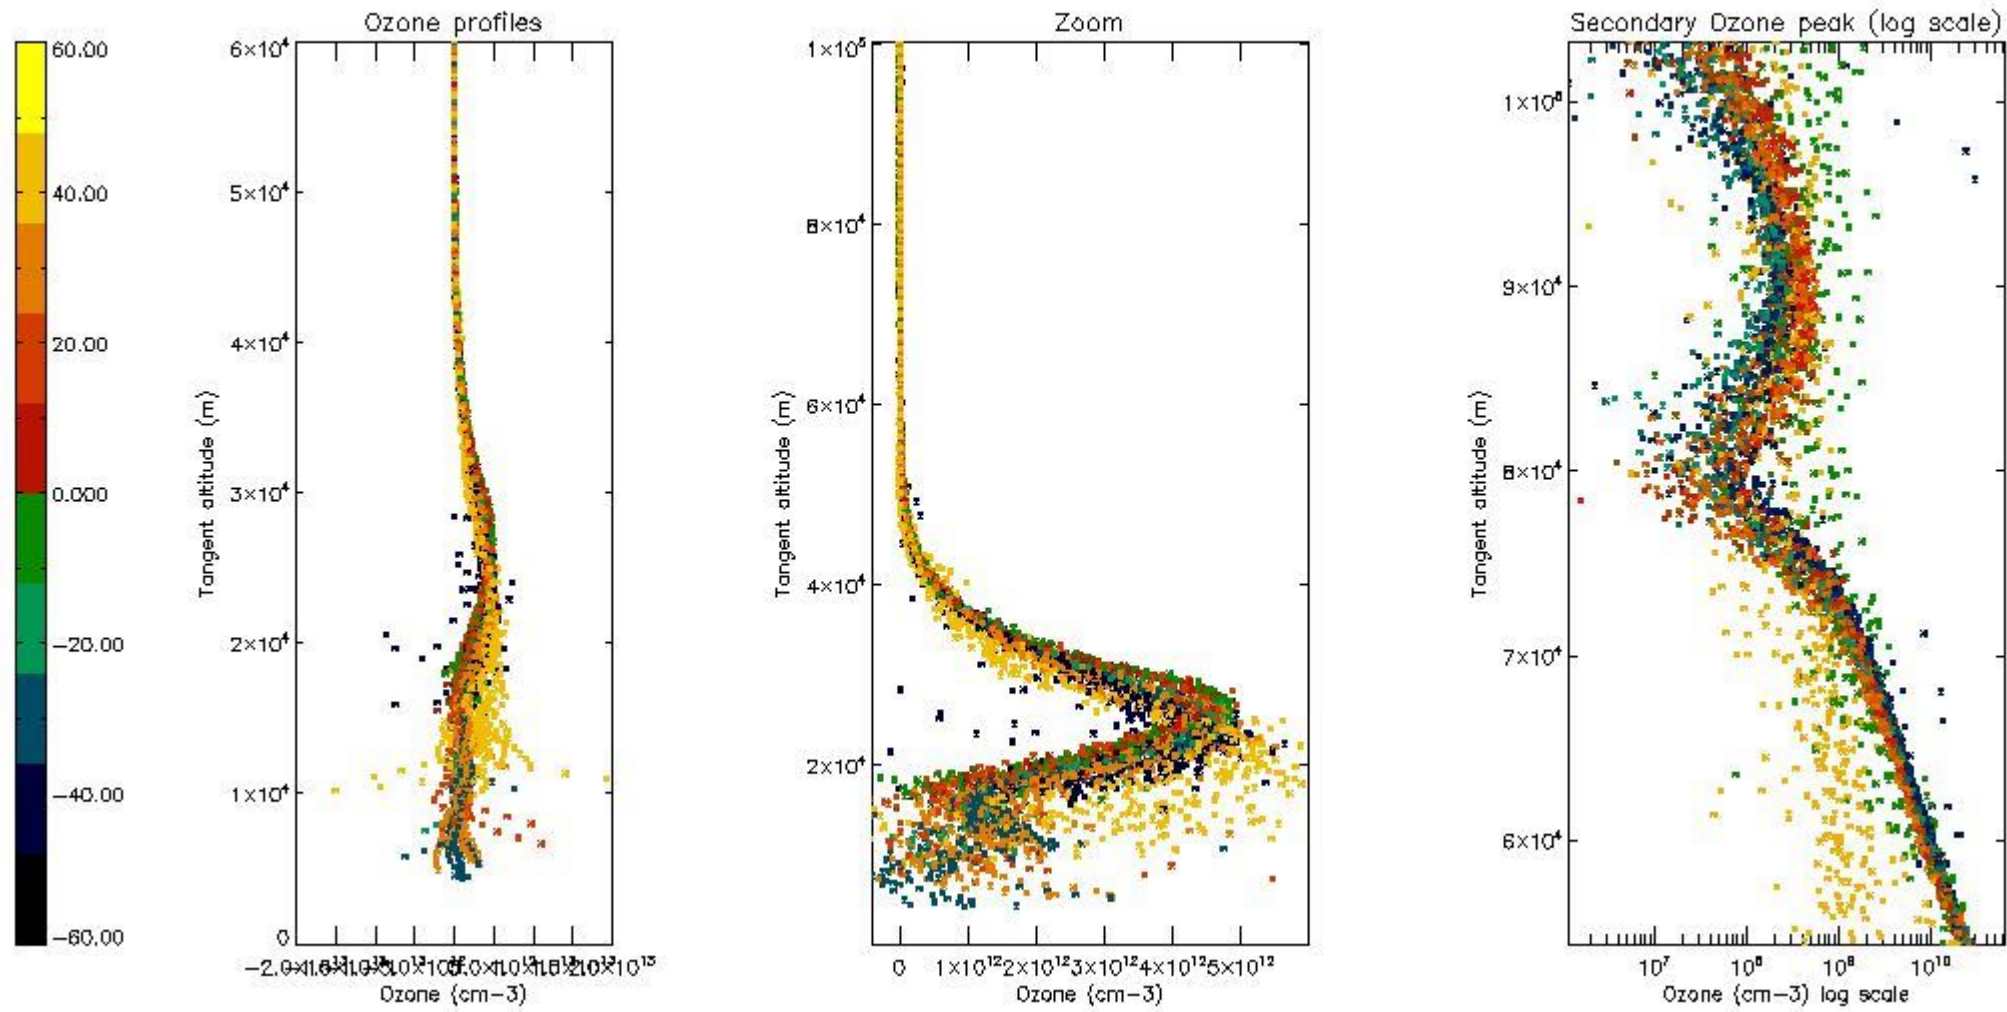 Ozone profiles
Zoom
Secondary Ozone peak (log scale)
60.00
40.00
20.00
-20.00
-40.00
-60.00
6×10⁴
5×10⁴
4×10⁴
3×10⁴
2×10⁴
1×10⁴
0
Tangent altitude (m)
Ozone (cm-3)
1×10⁵
8×10⁴
6×10⁴
4×10⁴
2×10⁴
Tangent altitude (m)
0 1×10¹² 2×10¹² 3×10¹² 4×10¹² 5×10¹²
Ozone (cm-3)
9×10⁴
8×10⁴
7×10⁴
6×10⁴
Tangent altitude (m)
10⁷ 10⁸ 10⁹ 10¹⁰
Ozone (cm-3) log scale